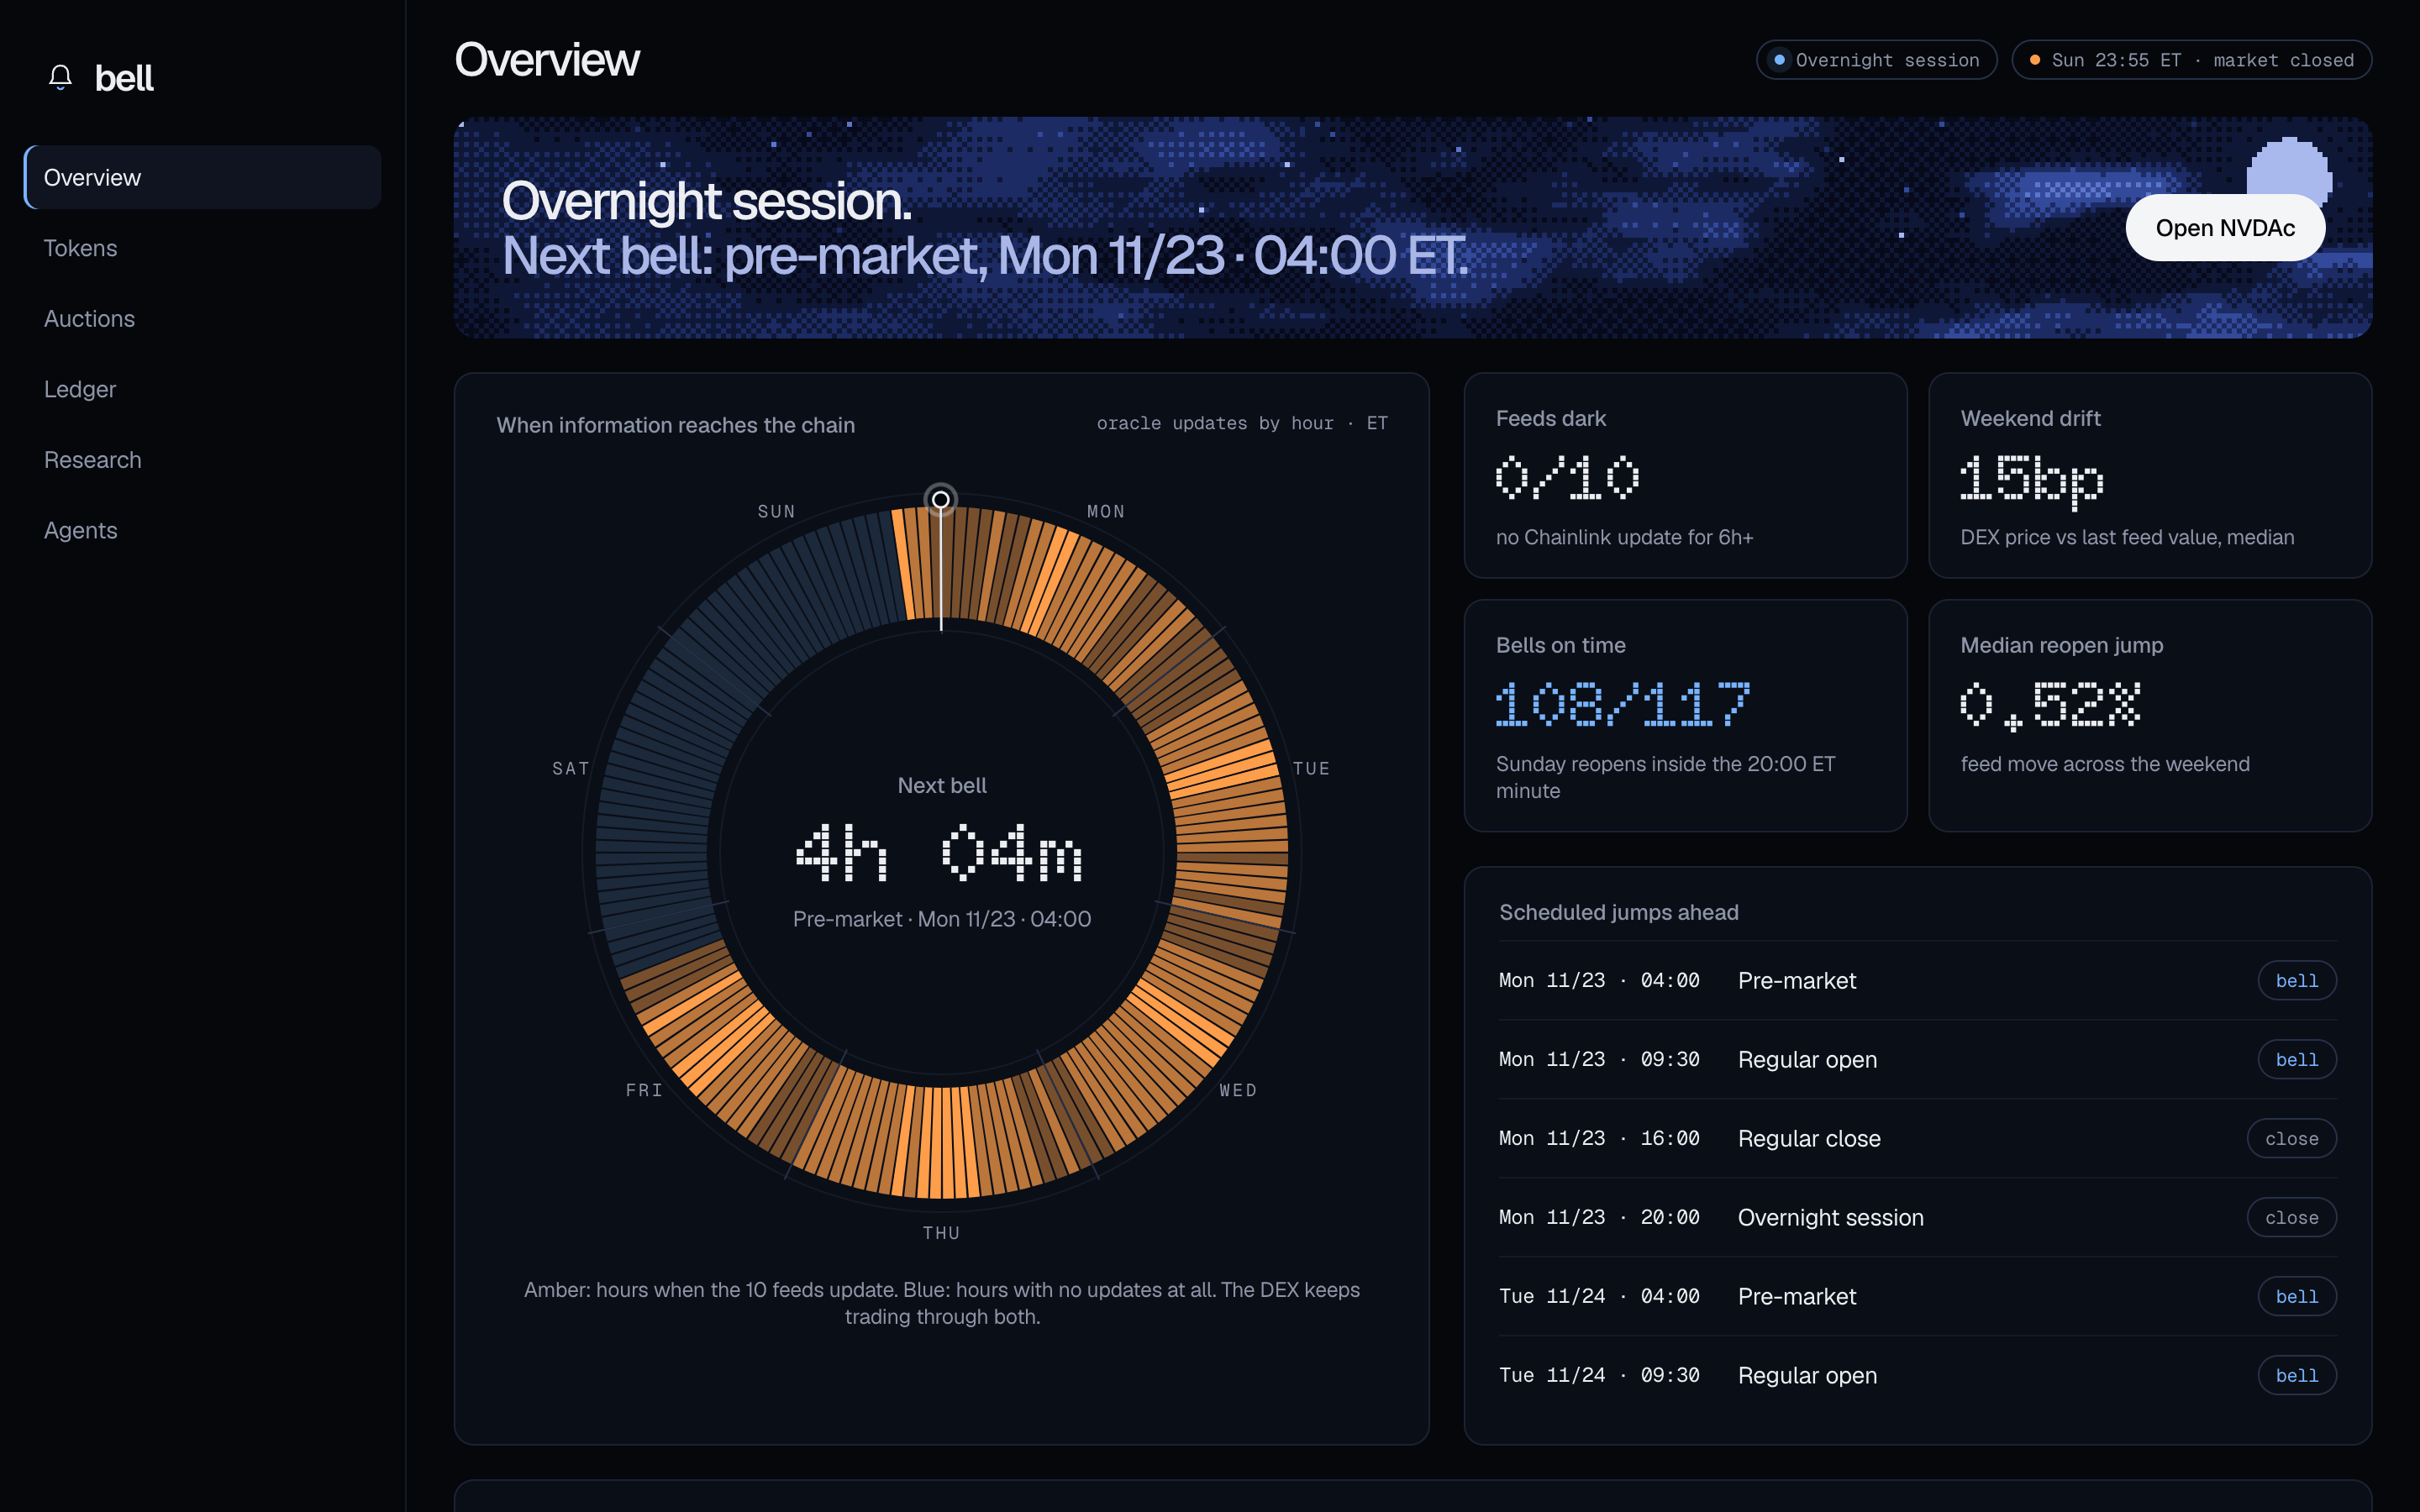 bell
Overview
Tokens
Auctions
Ledger
Research
Agents
Overview
Overnight session
Sun 23:55 ET · market closed
Overnight session.
Next bell: pre-market, Mon 11/23 · 04:00 ET.
Open NVDAc
When information reaches the chain
oracle updates by hour · ET
SUN
MON
SAT
TUE
Next bell
4h 04m
Pre-market · Mon 11/23 · 04:00
FRI
WED
THU
Amber: hours when the 10 feeds update. Blue: hours with no updates at all. The DEX keeps
trading through both.
Feeds dark
0/10
no Chainlink update for 6h+
Weekend drift
15bp
DEX price vs last feed value, median
Bells on time
108/117
Sunday reopens inside the 20:00 ET
minute
Median reopen jump
0.52%
feed move across the weekend
Scheduled jumps ahead
Mon 11/23 · 04:00 Pre-market bell
Mon 11/23 · 09:30 Regular open bell
Mon 11/23 · 16:00 Regular close close
Mon 11/23 · 20:00 Overnight session close
Tue 11/24 · 04:00 Pre-market bell
Tue 11/24 · 09:30 Regular open bell